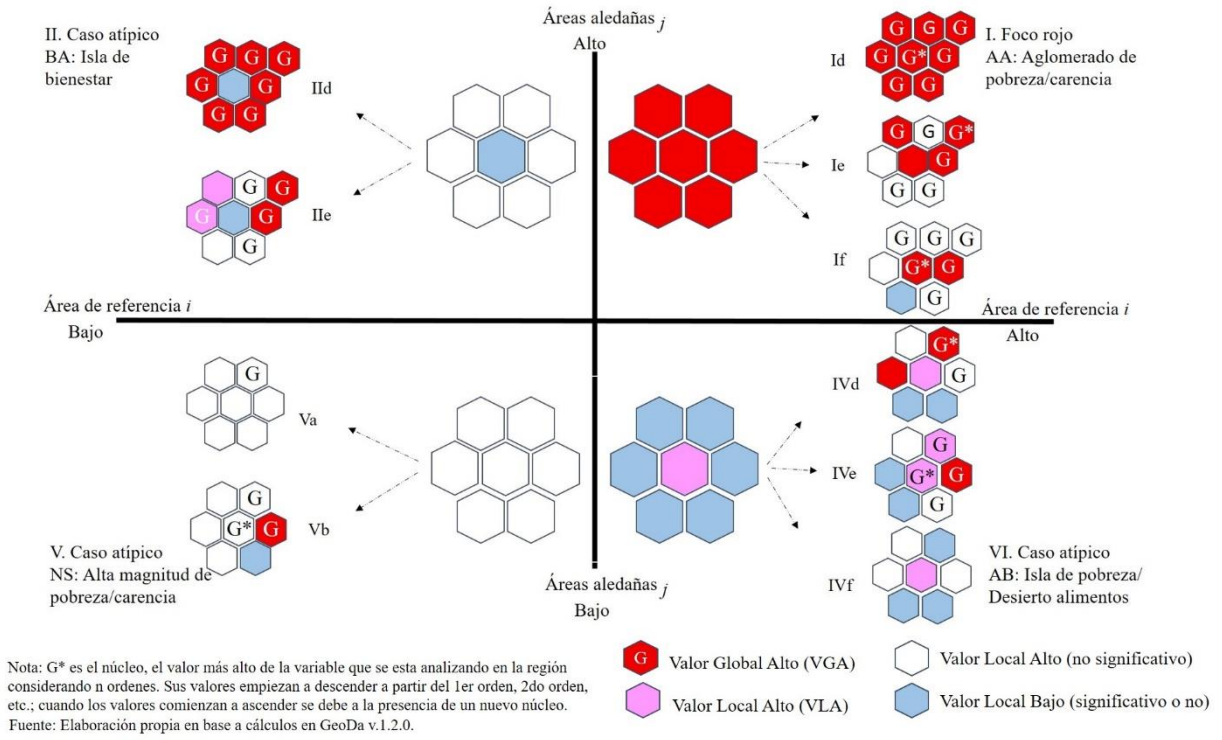 II. Caso atípico
BA: Isla de
bienestar
Áreas aledañas j
Alto
I. Foco rojo
AA: Aglomerado de
pobreza/carencia
IId
G G G
G G
G G
IIe
G G
G G
G
Id
G G G
G G* G
G G
Ie
G G G*
G
G G
If
G G G
G* G
G
Área de referencia i
Bajo
Área de referencia i
Alto
Va
G
Vb
G
G* G
V. Caso atípico
NS: Alta magnitud de
pobreza/carencia
IVd
G*
G
IVe
G
G* G
G
IVf
VI. Caso atípico
AB: Isla de pobreza/
Desierto alimentos
Áreas aledañas j
Bajo
Nota: G* es el núcleo, el valor más alto de la variable que se esta analizando en la región
considerando n ordenes. Sus valores empiezan a descender a partir del 1er orden, 2do orden,
etc.; cuando los valores comienzan a ascender se debe a la presencia de un nuevo núcleo.
Fuente: Elaboración propia en base a cálculos en GeoDa v.1.2.0.
G Valor Global Alto (VGA)
Valor Local Alto (no significativo)
Valor Local Alto (VLA)
Valor Local Bajo (significativo o no)